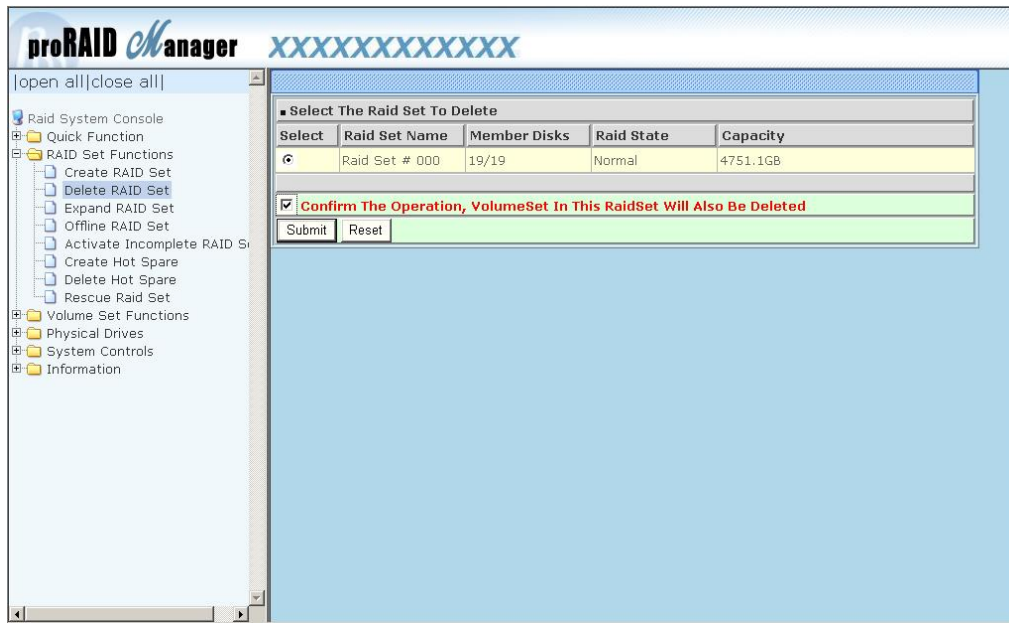 proRAID Manager XXXXXXXXXXXX
|open all|close all|
Raid System Console
Quick Function
RAID Set Functions
Create RAID Set
Delete RAID Set
Expand RAID Set
Offline RAID Set
Activate Incomplete RAID
Create Hot Spare
Delete Hot Spare
Rescue Raid Set
Volume Set Functions
Physical Drives
System Controls
Information
Select The Raid Set To Delete
Select Raid Set Name Member Disks Raid State Capacity
Raid Set # 000 19/19 Normal 4751.1GB
Confirm The Operation, VolumeSet In This RaidSet Will Also Be Deleted
Submit Reset